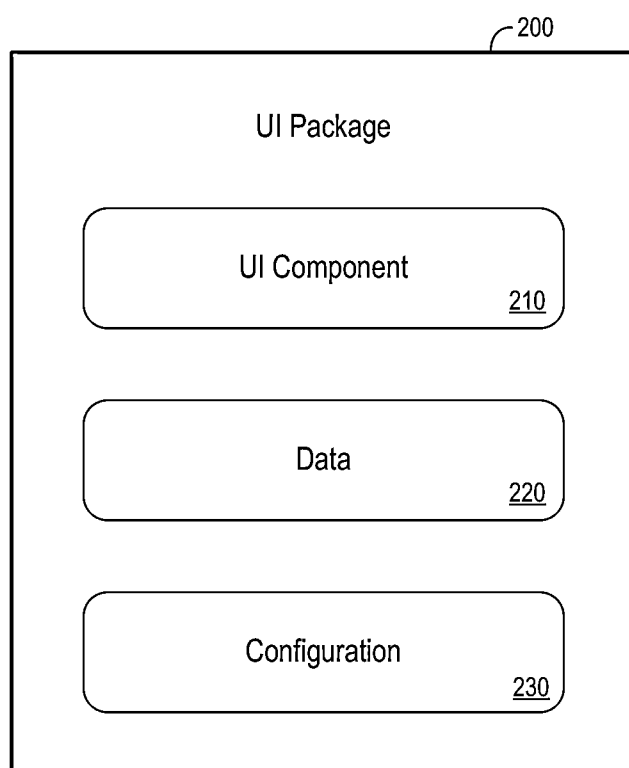 200
UI Package
UI Component
210
Data
220
Configuration
230